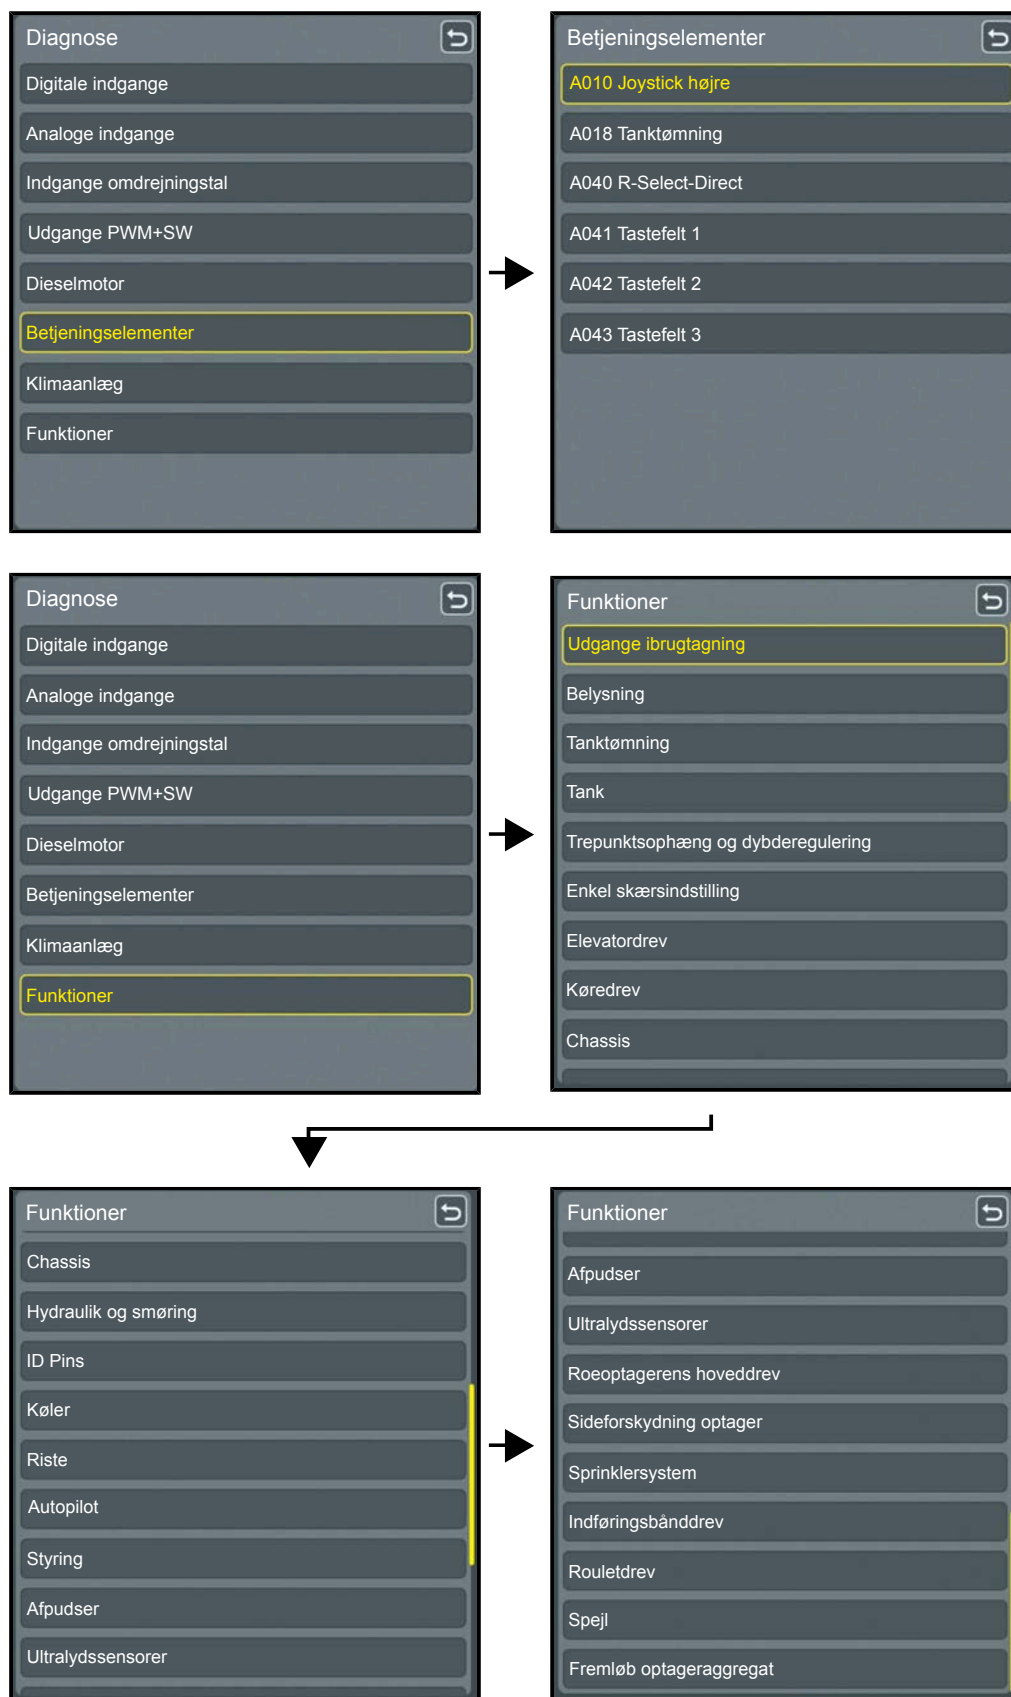 Diagnose
Digitale indgange
Analoge indgange
Indgange omdrejningstal
Udgange PWM+SW
Dieselmotor
Betjeningselementer
Klimaanlæg
Funktioner
Betjeningselementer
A010 Joystick højre
A018 Tanktømning
A040 R-Select-Direct
A041 Tastefelt 1
A042 Tastefelt 2
A043 Tastefelt 3
Diagnose
Digitale indgange
Analoge indgange
Indgange omdrejningstal
Udgange PWM+SW
Dieselmotor
Betjeningselementer
Klimaanlæg
Funktioner
Funktioner
Udgange ibrugtagning
Belysning
Tanktømning
Tank
Trepunktsophæng og dybderegulering
Enkel skærsindstilling
Elevatordrev
Køredrev
Chassis
Funktioner
Chassis
Hydraulik og smøring
ID Pins
Køler
Riste
Autopilot
Styring
Afpudser
Ultralydssensorer
Funktioner
Afpudser
Ultralydssensorer
Roeoptagerens hoveddrev
Sideforskydning optager
Sprinklersystem
Indføringsbånddrev
Rouletdrev
Spejl
Fremløb optageraggregat